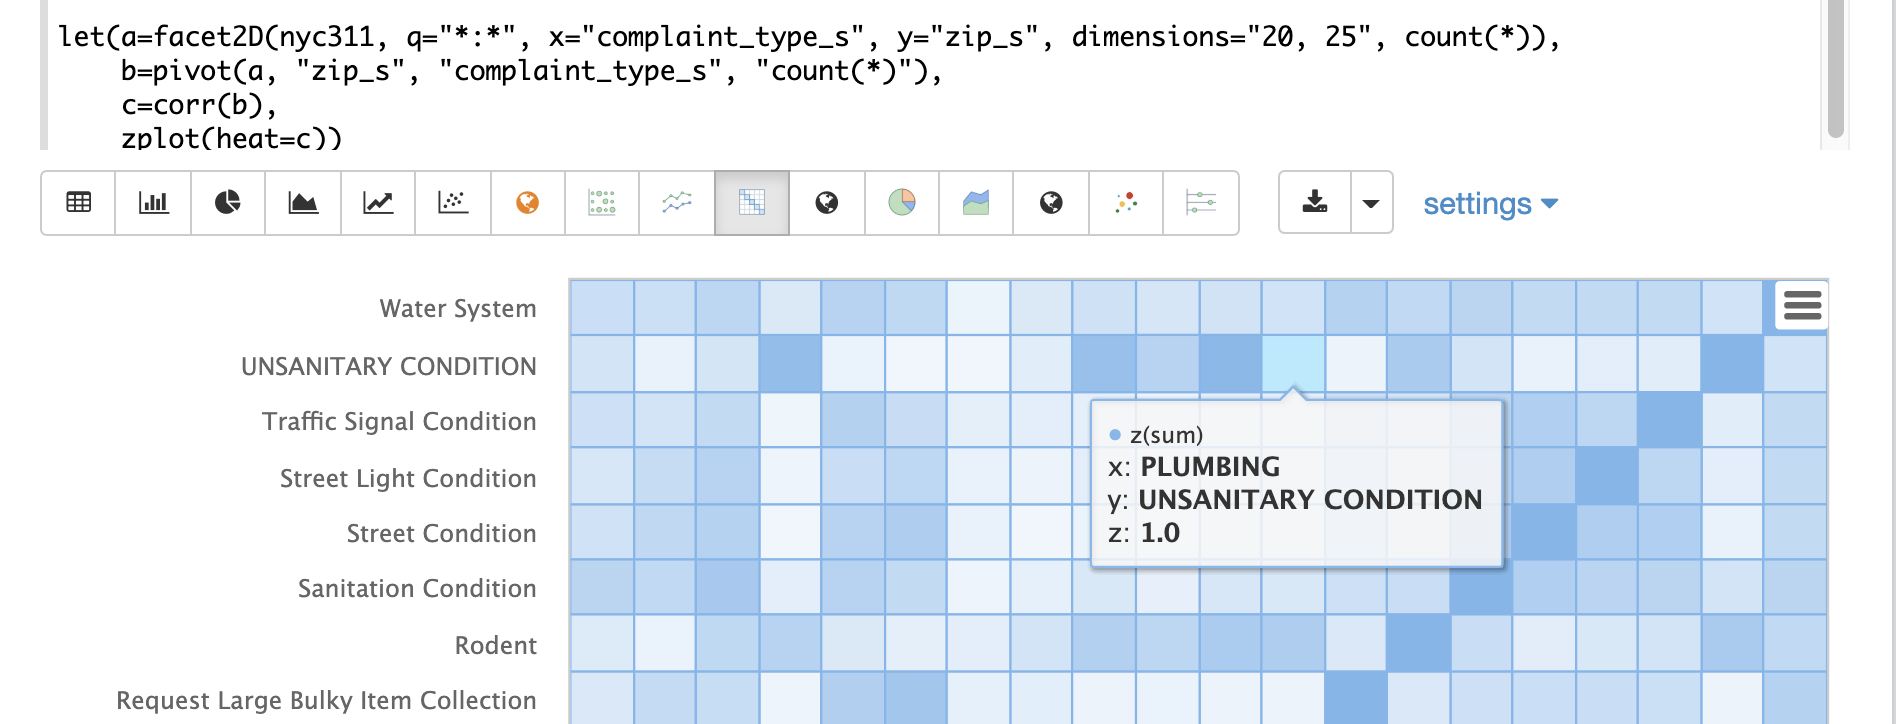 let(a=facet2D(nyc311, q="*:*", x="complaint_type_s", y="zip_s", dimensions="20, 25", count(*)),
b=pivot(a, "zip_s", "complaint_type_s", "count(*)"),
c=corr(b),
zplot(heat=c))
settings
Water System
UNSANITARY CONDITION
Traffic Signal Condition
z(sum)
x: PLUMBING
Street Light Condition
y: UNSANITARY CONDITION
z: 1.0
Street Condition
Sanitation Condition
Rodent
Request Large Bulky Item Collection